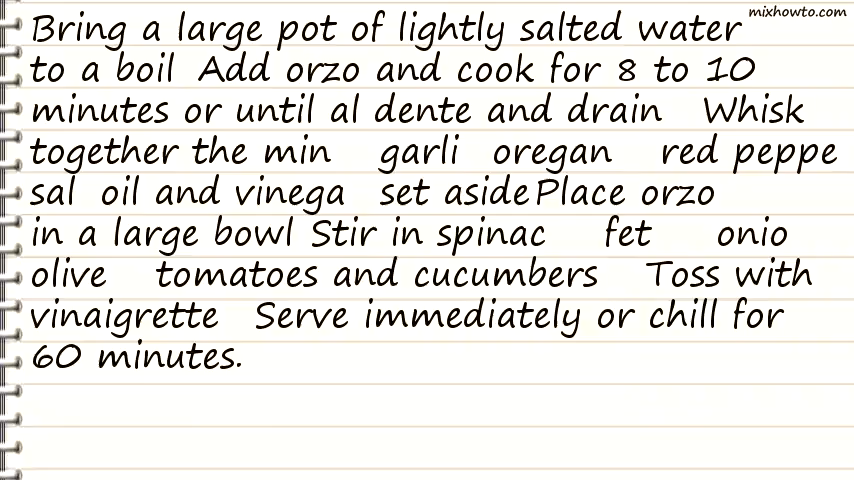 mixhowto.com
Bring a large pot of lightly salted water
to a boil Add orzo and cook for 8 to 10
minutes or until al dente and drain Whisk
together the min garli oregan red peppe
sal oil and vinega set aside Place orzo
in a large bowl Stir in spinac fet onio
olive tomatoes and cucumbers Toss with
vinaigrette Serve immediately or chill for
60 minutes.